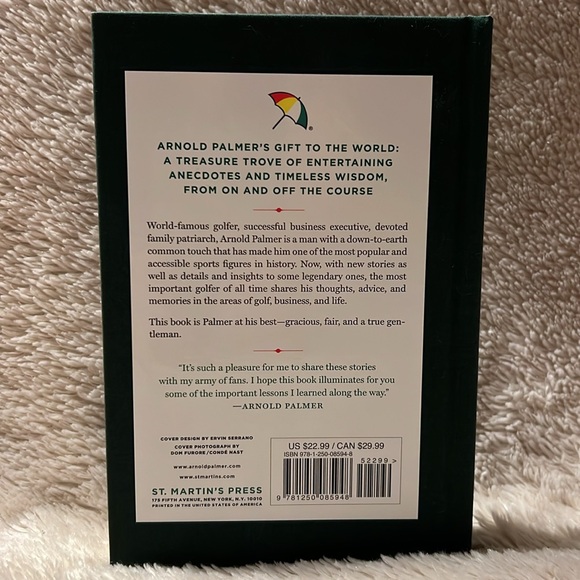 ®
ARNOLD PALMER'S GIFT TO THE WORLD:
A TREASURE TROVE OF ENTERTAINING
ANECDOTES AND TIMELESS WISDOM,
FROM ON AND OFF THE COURSE
World-famous golfer, successful business executive, devoted
family patriarch, Arnold Palmer is a man with a down-to-earth
common touch that has made him one of the most popular and
accessible sports figures in history. Now, with new stories as
well as details and insights to some legendary ones, the most
important golfer of all time shares his thoughts, advice, and
memories in the areas of golf, business, and life.
This book is Palmer at his best—gracious, fair, and a true gen-
tleman.
“It's such a pleasure for me to share these stories
with my army of fans. I hope this book illuminates for you
some of the important lessons I learned along the way.”
—ARNOLD PALMER
COVER DESIGN BY ERVIN SERRANO
COVER PHOTOGRAPH BY
DOM FURORE/CONDÉ NAST
www.arnoldpalmer.com
www.stmartins.com
ST. MARTIN'S PRESS
175 FIFTH AVENUE, NEW YORK, N.Y. 10010
PRINTED IN THE UNITED STATES OF AMERICA
US $22.99 / CAN $29.99
ISBN 978-1-250-08594-8
52299>
9 781250 085948